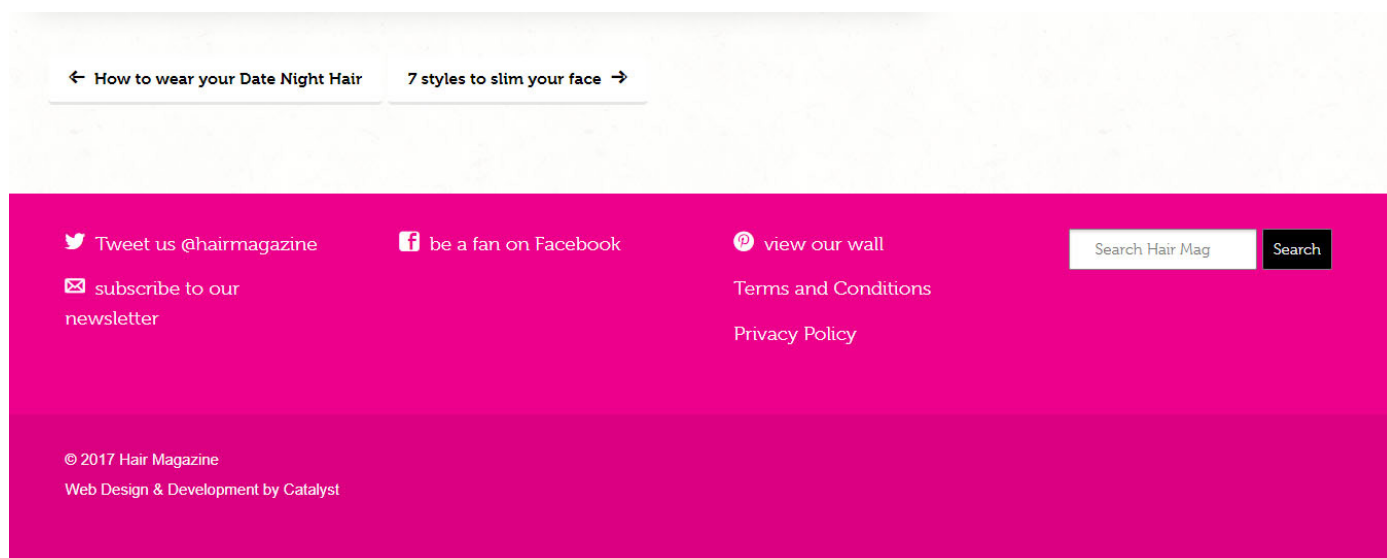 ← How to wear your Date Night Hair
7 styles to slim your face →
Tweet us @hairmagazine
subscribe to our
newsletter
be a fan on Facebook
view our wall
Terms and Conditions
Privacy Policy
Search Hair Mag
Search
© 2017 Hair Magazine
Web Design & Development by Catalyst